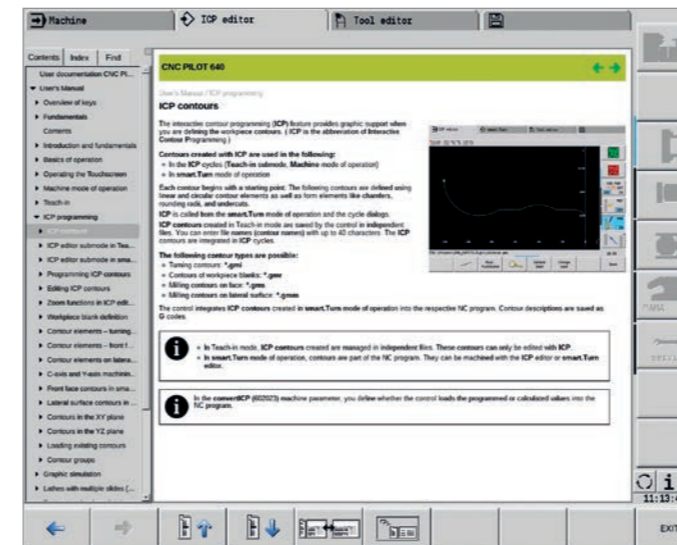 Machine
ICP editor
Tool editor
Contents Index Find
User documentation CNC PI...
User's Manual
Overview of keys
Fundamentals
Contents
Introduction and fundamentals
Basics of operation
Operating the Touchscreen
Machine mode of operation
Teach-in
ICP programming
ICP contours
ICP editor submode in Tea...
ICP editor submode in sma...
Programming ICP contours
Editing ICP contours
Zoom functions in ICP edit...
Workpiece blank definition
Contour elements – turning...
Contour elements – front f...
Contour elements on latera...
C-axis and Y-axis machinin...
Front face contours in sma...
Lateral surface contours in ...
Contours in the XY plane
Contours in the YZ plane
Loading existing contours
Contour groups
Graphic simulation
Lathes with multiple slides (...
CNC PILOT 640
User's Manual / ICP programming
ICP contours
The interactive contour programming (ICP) feature provides graphic support when
you are defining the workpiece contours. ( ICP is the abbreviation of Interactive
Contour Programming.)
Contours created with ICP are used in the following:
In the ICP cycles (Teach-in submode, Machine mode of operation)
In smart.Turn mode of operation
Each contour begins with a starting point. The following contours are defined using
linear and circular contour elements as well as form elements like chamfers,
rounding radii, and undercuts.
ICP is called from the smart.Turn mode of operation and the cycle dialogs.
ICP contours created in Teach-in mode are saved by the control in independent
files. You can enter file names (contour names) with up to 40 characters. The ICP
contours are integrated in ICP cycles.
The following contour types are possible:
Turning contours: *.gmi
Contours of workpiece blanks: *.gmr
Milling contours on face: *.gms
Milling contours on lateral surface: *.gmm
The control integrates ICP contours created in smart.Turn mode of operation into the respective NC program. Contour descriptions are saved as
G codes.
In Teach-in mode, ICP contours created are managed in independent files. These contours can only be edited with ICP.
In smart.Turn mode of operation, contours are part of the NC program. They can be machined with the ICP editor or smart.Turn
editor.
In the convertICP (602023) machine parameter, you define whether the control loads the programmed or calculated values into the
NC program.
EXIT